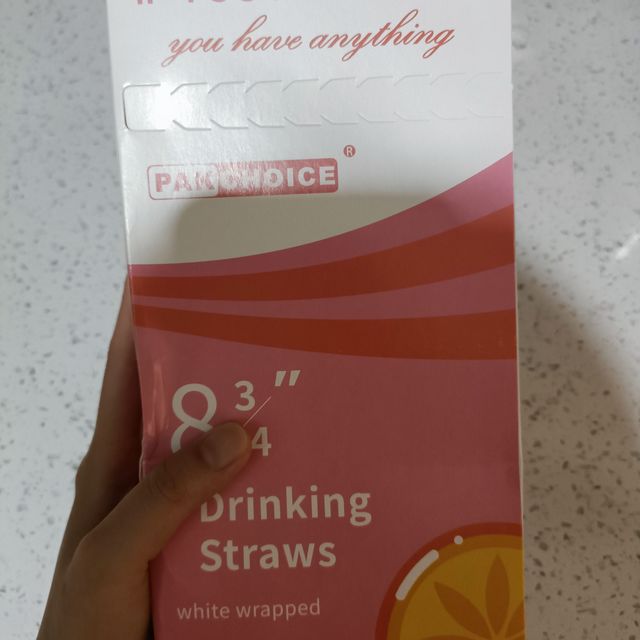 you have anything
PAKCHOICE®
8 3/4"
Drinking
Straws
white wrapped